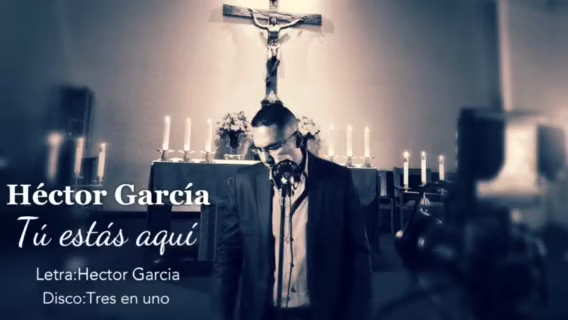 Héctor García
Tú estás aquí
Letra:Hector Garcia
Disco:Tres en uno